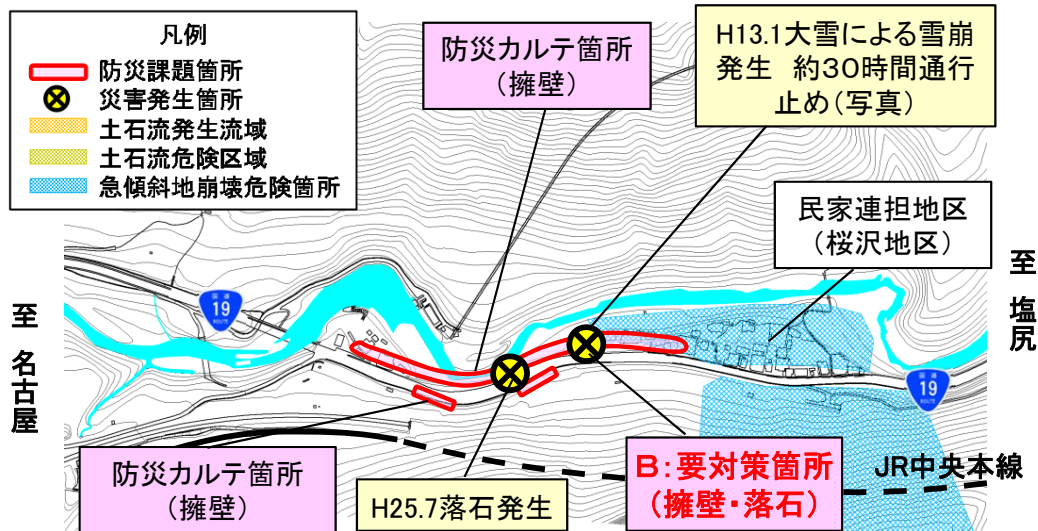 凡例
防災課題箇所
災害発生箇所
土石流発生流域
土石流危険区域
急傾斜地崩壊危険箇所
防災カルテ箇所
(擁壁)
H13.1大雪による雪崩
発生 約30時間通行
止め(写真)
民家連担地区
(桜沢地区)
至 名古屋
国道
19
ROUTE
至 塩尻
国道
19
ROUTE
防災カルテ箇所
(擁壁)
H25.7落石発生
B:要対策箇所
(擁壁・落石)
JR中央本線